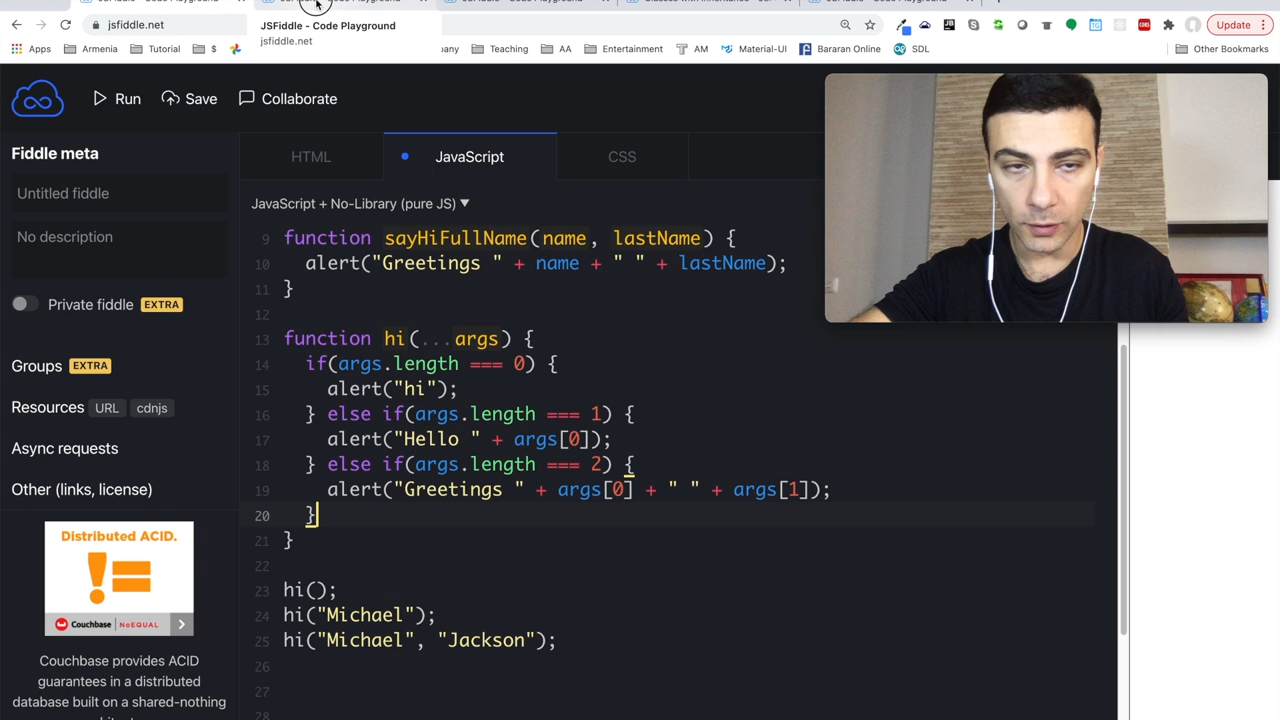 JSFiddle - Code Playground
jsfiddle.net
jsfiddle.net
Update
Apps
Armenia
Tutorial
$
Teaching
AA
Entertainment
AM
Material-UI
Bararan Online
SDL
Other Bookmarks
Run
Save
Collaborate
Fiddle meta
Untitled fiddle
No description
Private fiddle EXTRA
Groups EXTRA
Resources URL cdnjs
Async requests
Other (links, license)
Distributed ACID.
!=
Couchbase NoEQUAL
Couchbase provides ACID
guarantees in a distributed
database built on a shared-nothing
HTML
JavaScript
CSS
JavaScript + No-Library (pure JS) ▼
9 function sayHiFullName(name, lastName) {
10 alert("Greetings " + name + " " + lastName);
11 }
12
13 function hi(...args) {
14 if(args.length === 0) {
15 alert("hi");
16 } else if(args.length === 1) {
17 alert("Hello " + args[0]);
18 } else if(args.length === 2) {
19 alert("Greetings " + args[0] + " " + args[1]);
20 }
21 }
22
23 hi();
24 hi("Michael");
25 hi("Michael", "Jackson");
26
27
28